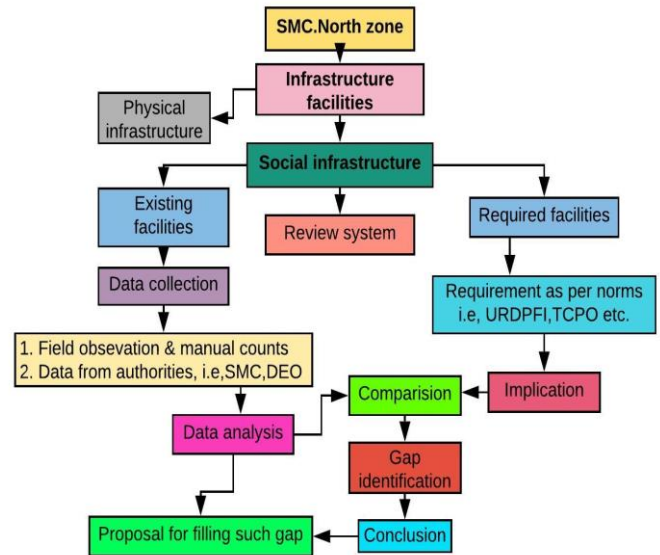 SMC.North zone
Infrastructure
facilities
Physical
infrastructure
Social infrastructure
Existing
facilities
Review system
Required facilities
Data collection
Requirement as per norms
i.e, URDPFI,TCPO etc.
1. Field obsevation & manual counts
2. Data from authorities, i.e,SMC,DEO
Comparision
Implication
Data analysis
Gap
identification
Proposal for filling such gap
Conclusion